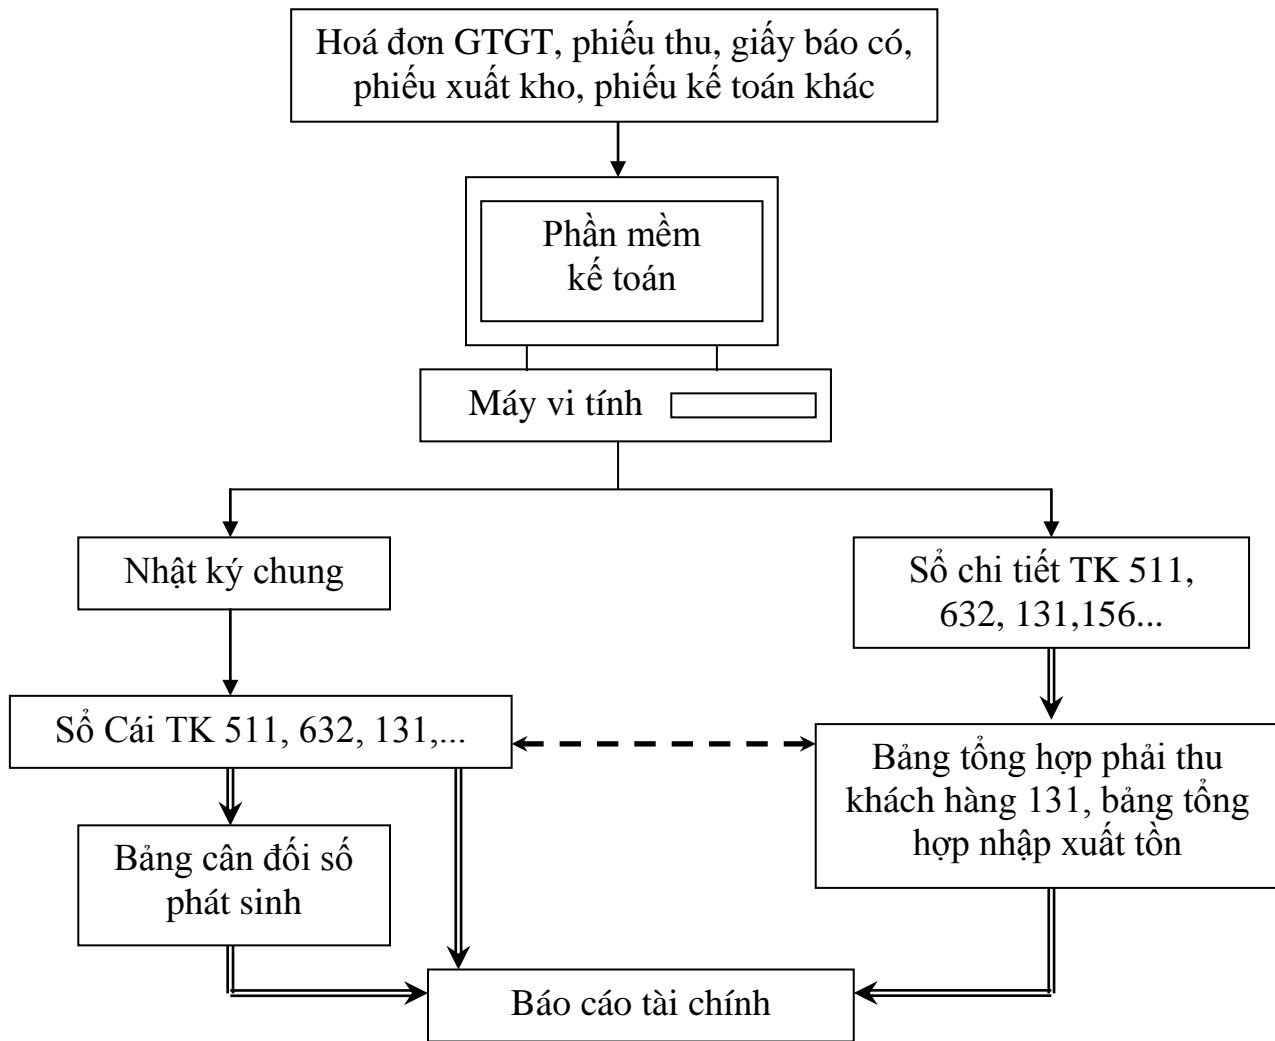 Hoá đơn GTGT, phiếu thu, giấy báo có,
phiếu xuất kho, phiếu kế toán khác
Phần mềm
kế toán
Máy vi tính
Nhật ký chung
Sổ chi tiết TK 511,
632, 131,156...
Sổ Cái TK 511, 632, 131,...
Bảng tổng hợp phải thu
khách hàng 131, bảng tổng
hợp nhập xuất tồn
Bảng cân đối số
phát sinh
Báo cáo tài chính